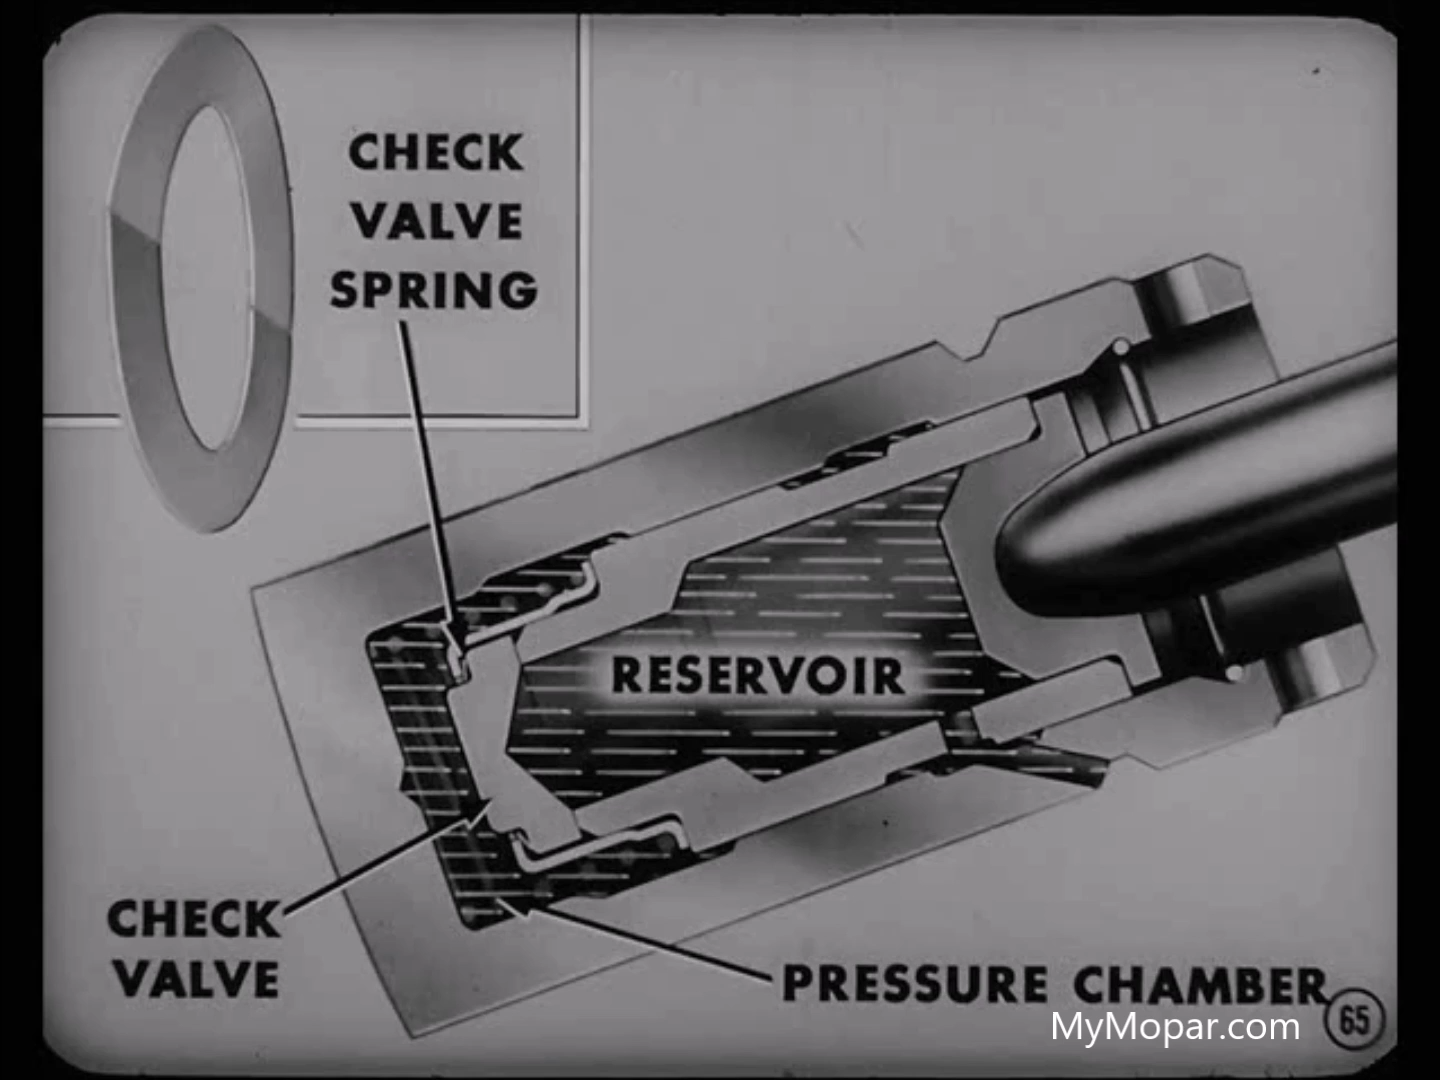 CHECK
VALVE
SPRING
RESERVOIR
CHECK
VALVE
PRESSURE CHAMBER
65
MyMopar.com